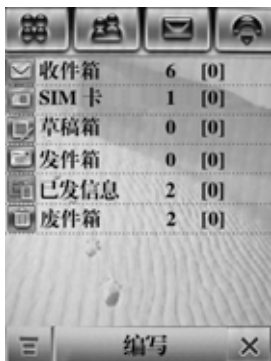 收件箱 6 [0]
SIM 卡 1 [0]
草稿箱 0 [0]
发件箱 0 [0]
已发信息 2 [0]
废件箱 2 [0]
编写